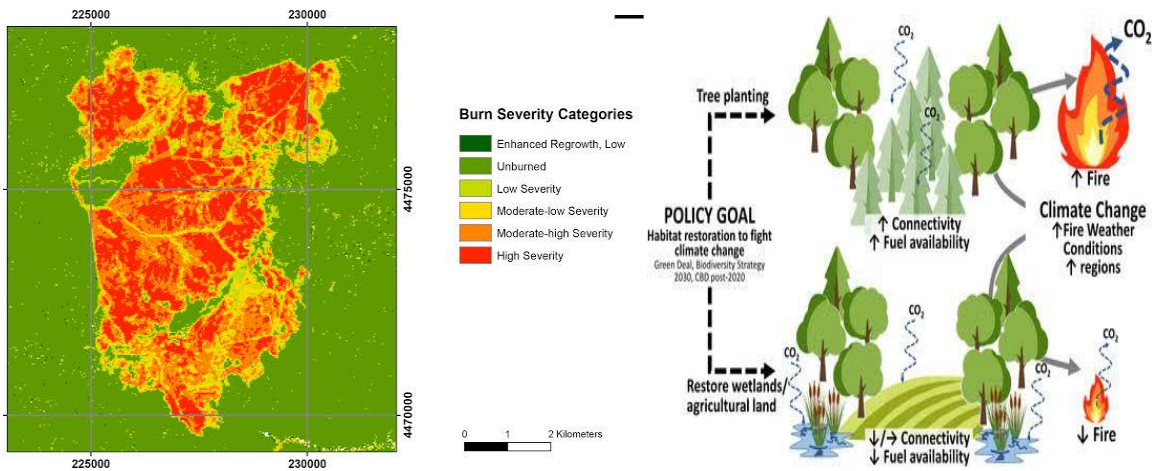 225000
230000
4475000
4470000
225000
230000
Burn Severity Categories
Enhanced Regrowth, Low
Unburned
Low Severity
Moderate-low Severity
Moderate-high Severity
High Severity
0 1 2 Kilometers
Tree planting
POLICY GOAL
Habitat restoration to fight
climate change
Green Deal, Biodiversity Strategy
2030, CBD post-2020
Restore wetlands/
agricultural land
CO2
CO2
↑ Connectivity
↑ Fuel availability
CO2
↑ Fire
Climate Change
↑Fire Weather
Conditions
↑ regions
CO2
CO2
CO2
CO2
↓/→ Connectivity
↓ Fuel availability
↓ Fire